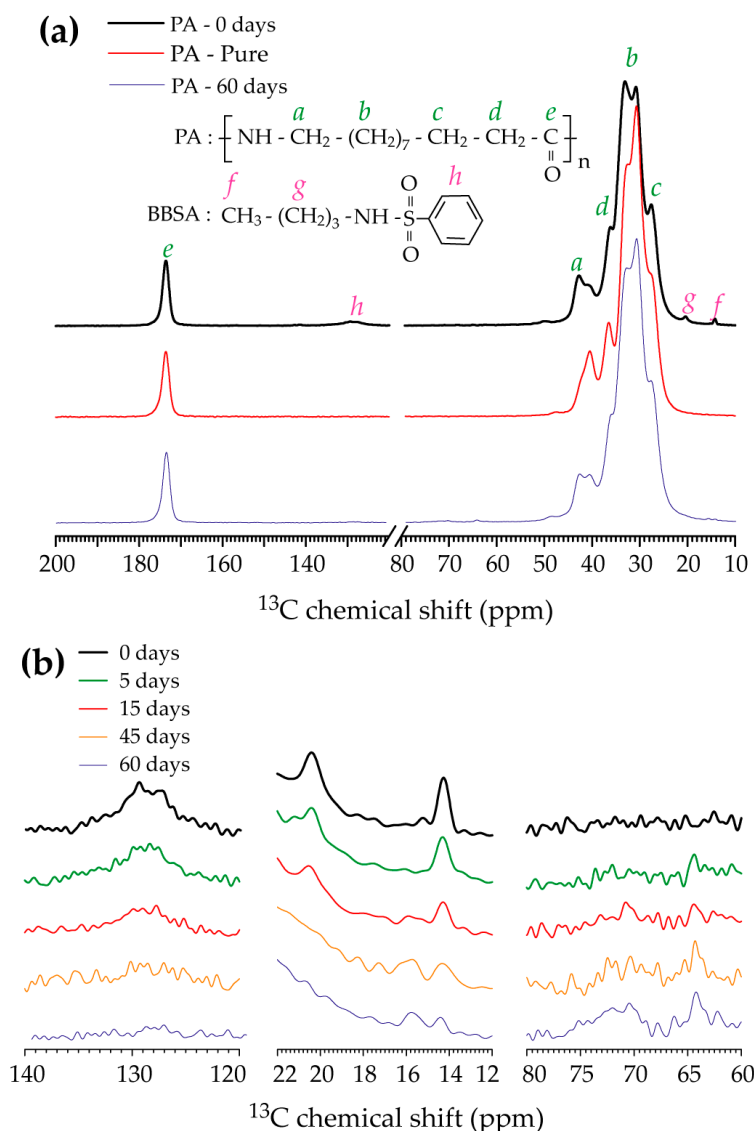 (a)
PA - 0 days
PA - Pure
PA - 60 days
b
a b c d e
PA : [ NH - CH₂ - (CH₂)₇ - CH₂ - CH₂ - C ]n
O
f g h
O
BBSA : CH₃ - (CH₂)₃ - NH - S
O
e
h
a
d
c
g
f
200 180 160 140 80 70 60 50 40 30 20 10
¹³C chemical shift (ppm)
(b)
0 days
5 days
15 days
45 days
60 days
140 130 120 22 20 18 16 14 12 80 75 70 65 60
¹³C chemical shift (ppm)